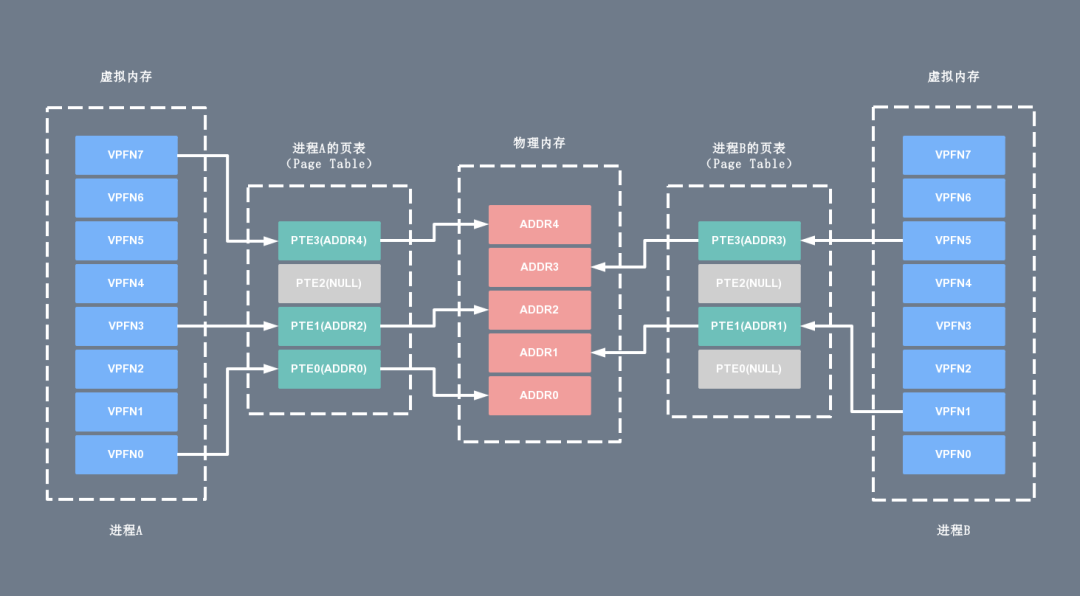 虚拟内存
VPFN7
VPFN6
VPFN5
VPFN4
VPFN3
VPFN2
VPFN1
VPFN0
进程A
进程A的页表
（Page Table）
PTE3(ADDR4)
PTE2(NULL)
PTE1(ADDR2)
PTE0(ADDR0)
物理内存
ADDR4
ADDR3
ADDR2
ADDR1
ADDR0
进程B的页表
（Page Table）
PTE3(ADDR3)
PTE2(NULL)
PTE1(ADDR1)
PTE0(NULL)
虚拟内存
VPFN7
VPFN6
VPFN5
VPFN4
VPFN3
VPFN2
VPFN1
VPFN0
进程B